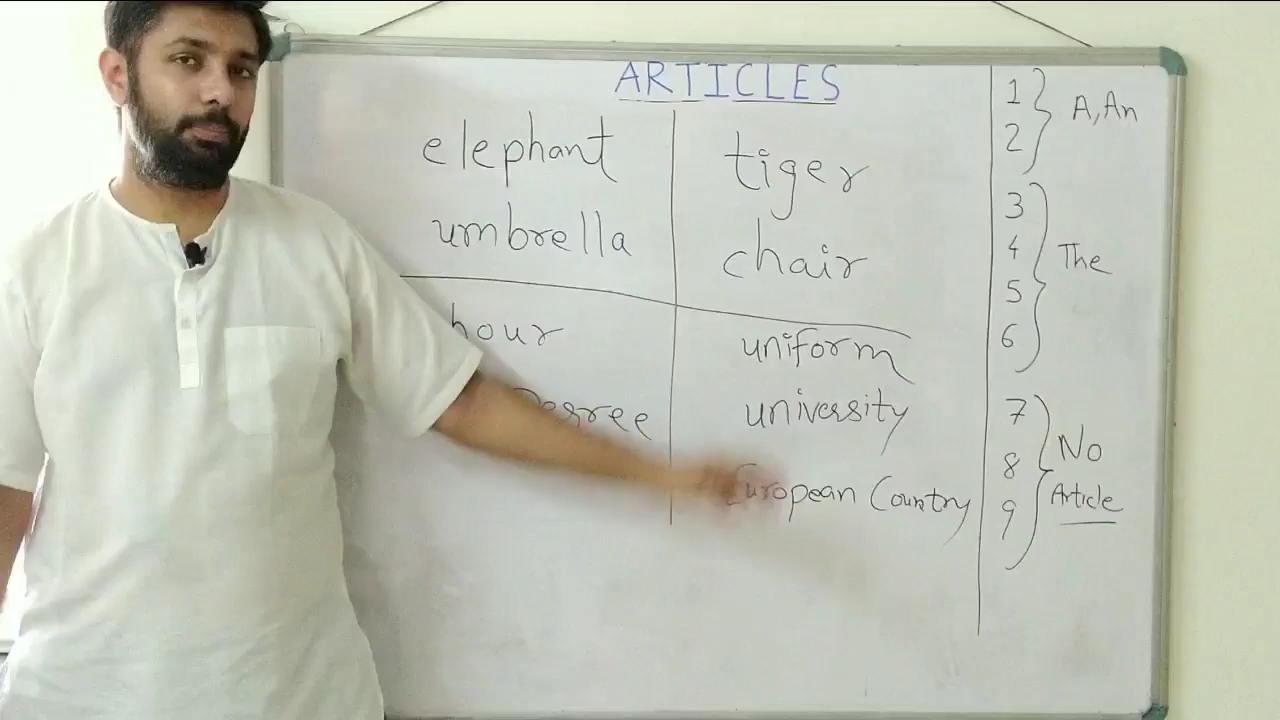 ARTICLES
elephant
umbrella
tiger
chair
hour
uniform
university
European Country
1
2
A, An
3
4
5
6
The
7
8
9
No
Article